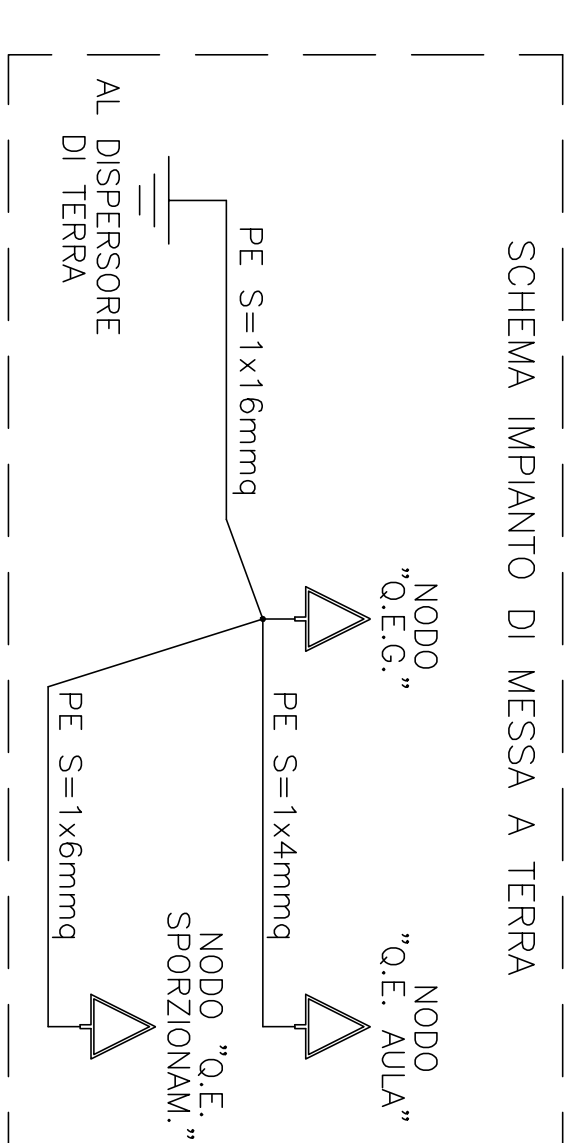 SCHEMA IMPIANTO DI MESSA A TERRA
NODO
"Q.E.G."
NODO
"Q.E. AULA"
PE S=1x16mmq
PE S=1x4mmq
NODO "Q.E.
SPORZIONAM."
AL DISPERSORE
DI TERRA
PE S=1x6mmq